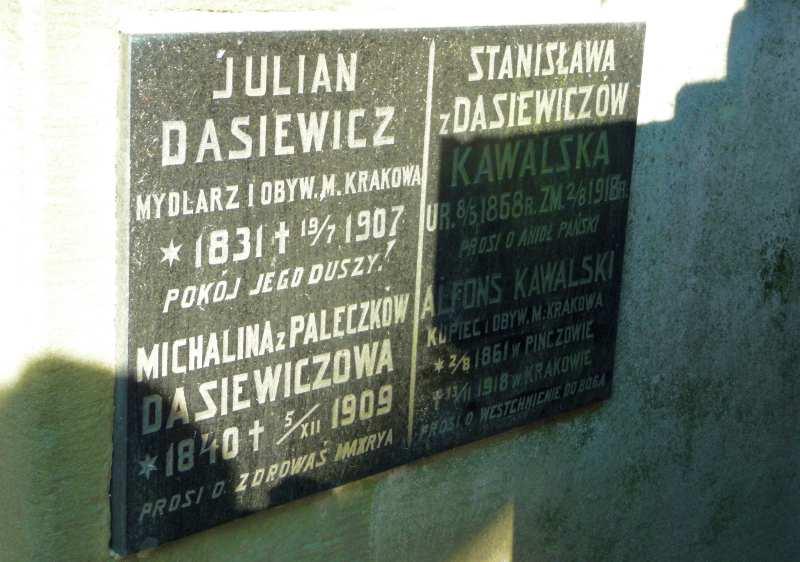 JULIAN
DASIEWICZ
MYDLARZ I OBYW. M. KRAKOWA
* 1831 † 19/7 1907
POKÓJ JEGO DUSZY!
MICHALINA z PALECZKÓW
DASIEWICZOWA
* 1840 † 5/XII 1909
PROSI O ZDROWAŚ MARYA
STANISŁAWA
z DASIEWICZÓW
KAWALSKA
UR. 8/5 1868 R. ZM. 2/8 1918 R.
PROSI O ANIOŁ PAŃSKI
ALFONS KAWALSKI
KUPIEC I OBYW. M. KRAKOWA
* 2/8 1861 W PIŃCZOWIE
† 13/11 1918 W KRAKOWIE
PROSI O WESTCHNIENIE DO BOGA